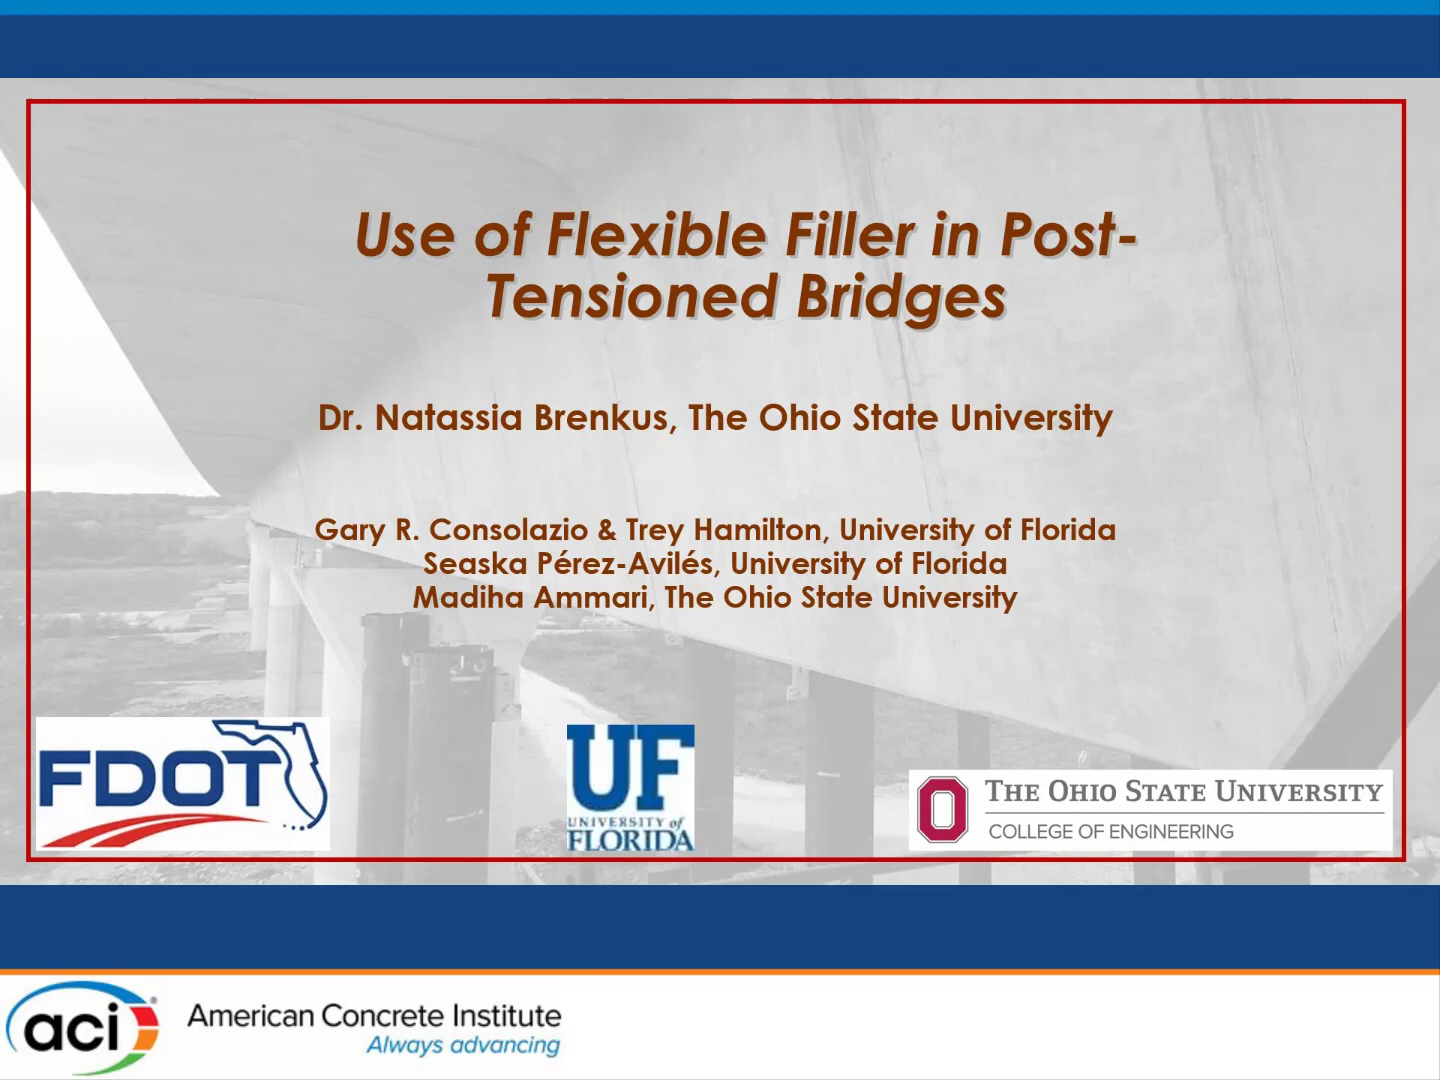 Use of Flexible Filler in Post-
Tensioned Bridges
Dr. Natassia Brenkus, The Ohio State University
Gary R. Consolazio & Trey Hamilton, University of Florida
Seaska Pérez-Avilés, University of Florida
Madiha Ammari, The Ohio State University
FDOT
UF
UNIVERSITY of
FLORIDA
THE OHIO STATE UNIVERSITY
COLLEGE OF ENGINEERING
aci®
American Concrete Institute
Always advancing